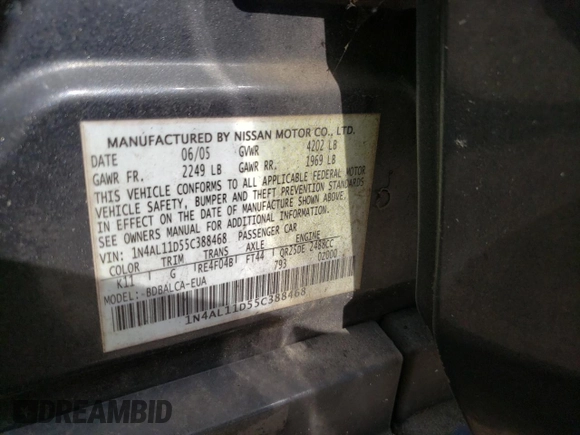 MANUFACTURED BY NISSAN MOTOR CO., LTD.
DATE 06/05 GVWR 4202 LB
GAWR FR. 2249 LB GAWR RR. 1969 LB
THIS VEHICLE CONFORMS TO ALL APPLICABLE FEDERAL MOTOR
VEHICLE SAFETY, BUMPER AND THEFT PREVENTION STANDARDS
IN EFFECT ON THE DATE OF MANUFACTURE SHOWN ABOVE.
SEE OWNERS MANUAL FOR ADDITIONAL INFORMATION.
VIN: 1N4AL11D55C388468 PASSENGER CAR
COLOR TRIM TRANS AXLE ENGINE
K11 G RE4F04B FT44 QR25DE 2488CC
MODEL: BDBALCA-EUA 793 02000
1N4AL11D55C388468
DREAMBID